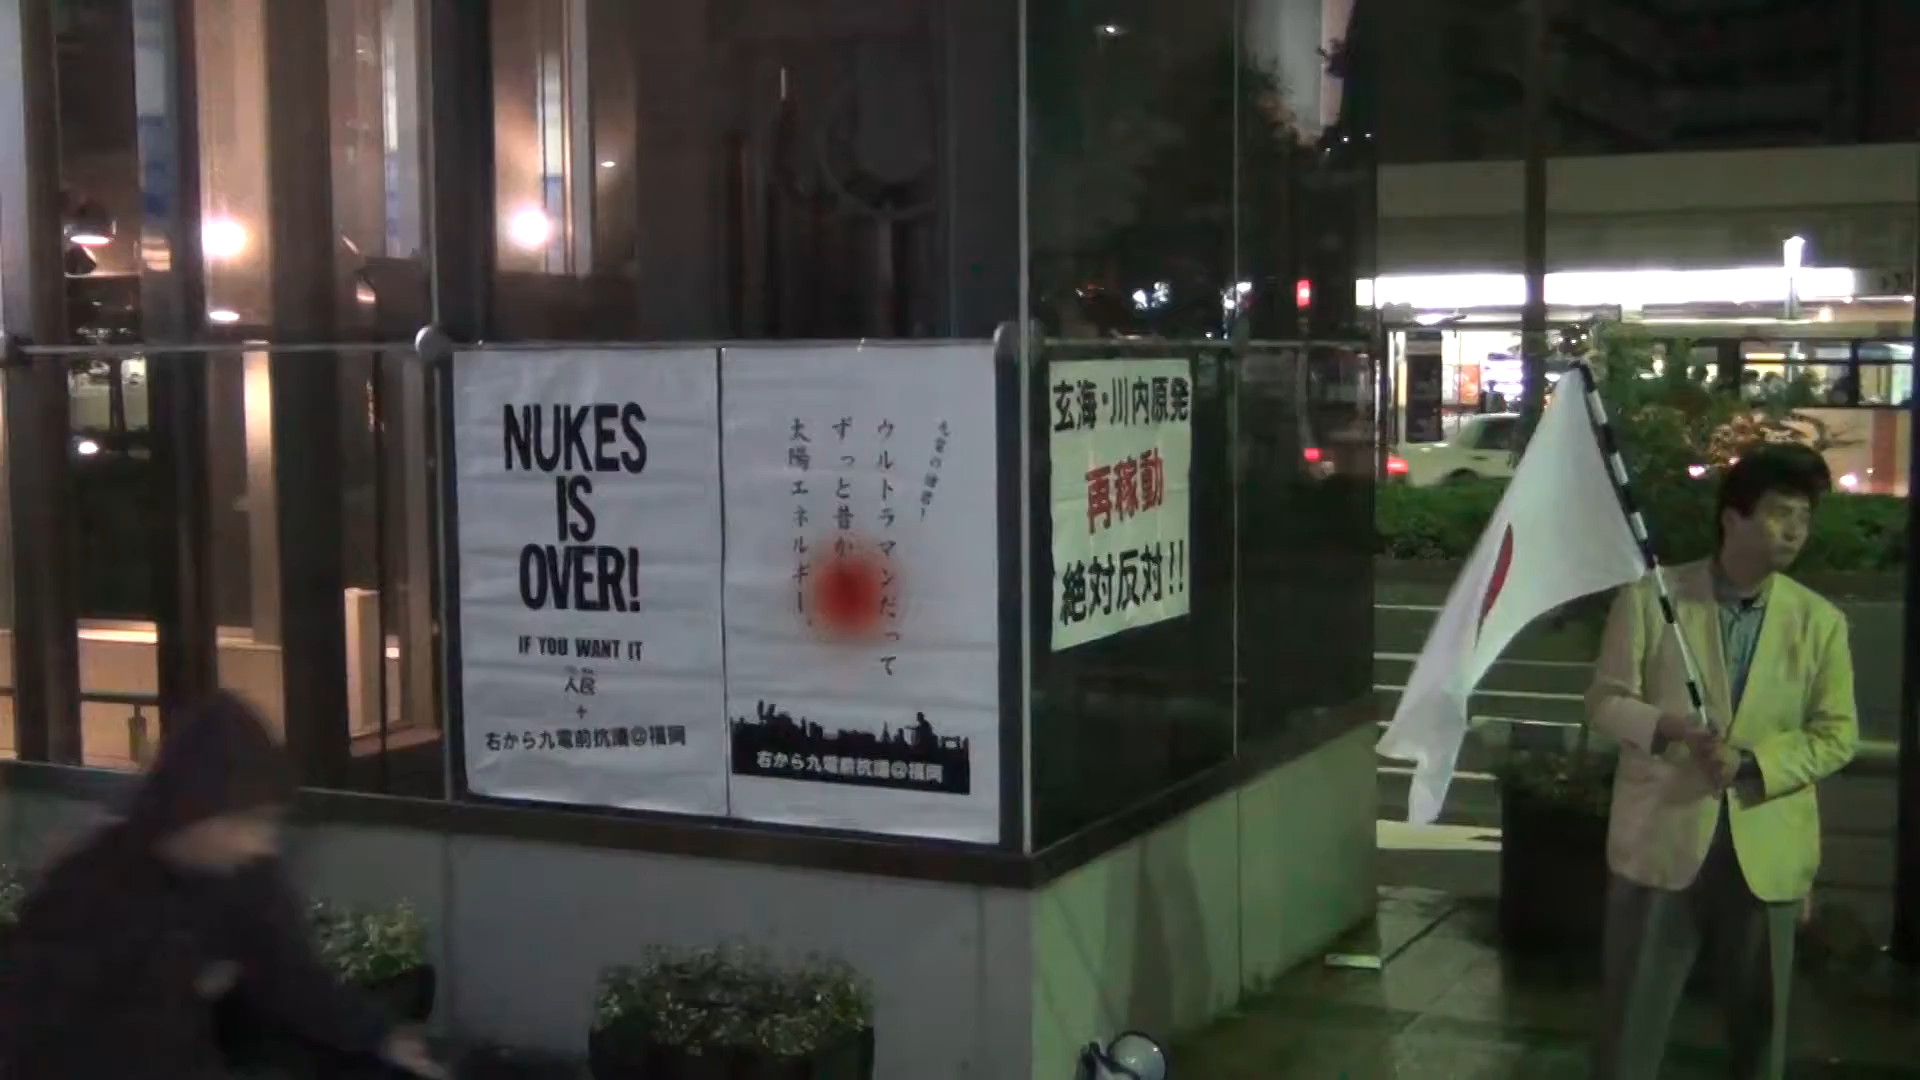 NUKES
IS
OVER!
IF YOU WANT IT
人民
+
右から九電前抗議@福岡
ウルトラマンだって
ずっと昔か
太陽エネルギー。
右から九電前抗議@福岡
玄海・川内原発
再稼動
絶対反対!!